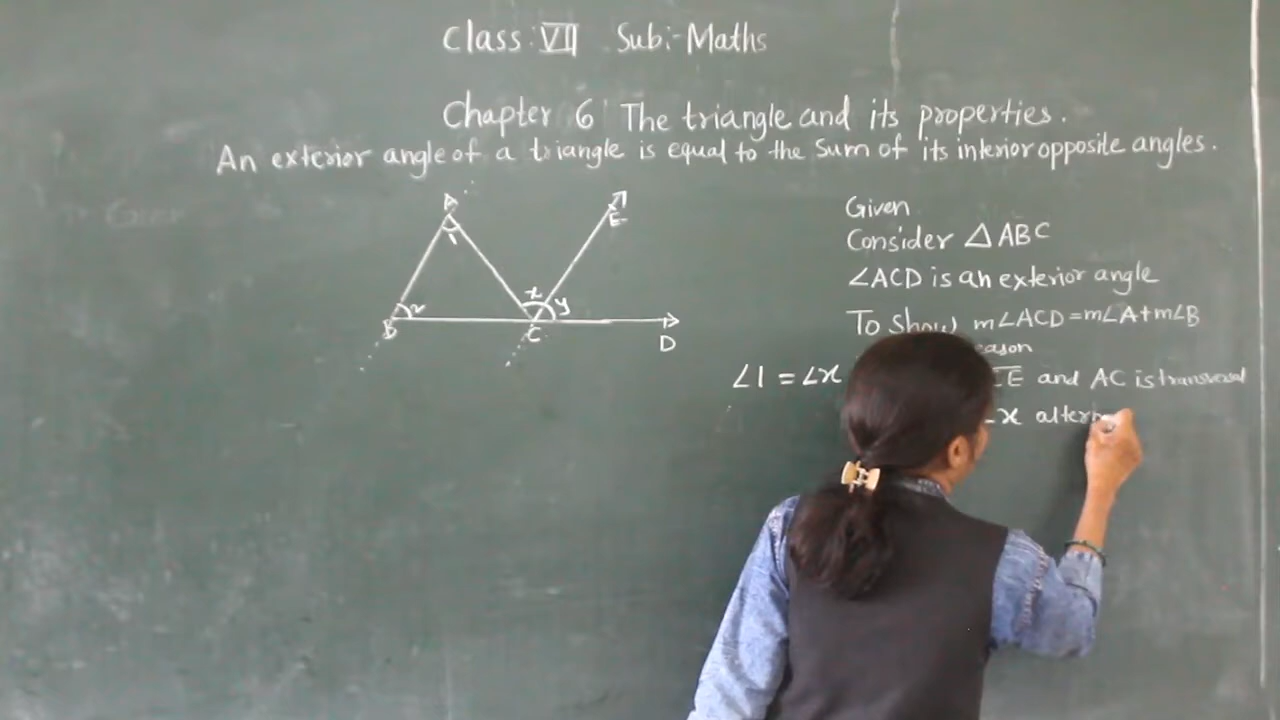 Class: VII Sub:-Maths
Chapter 6 The triangle and its properties.
An exterior angle of a triangle is equal to the sum of its interior opposite angles.
A
1
E
2
x
y
B
C
D
Given
Consider △ABC
∠ACD is an exterior angle
To Show m∠ACD=m∠A+m∠B
∠1 = ∠x
and AC is transversal
x